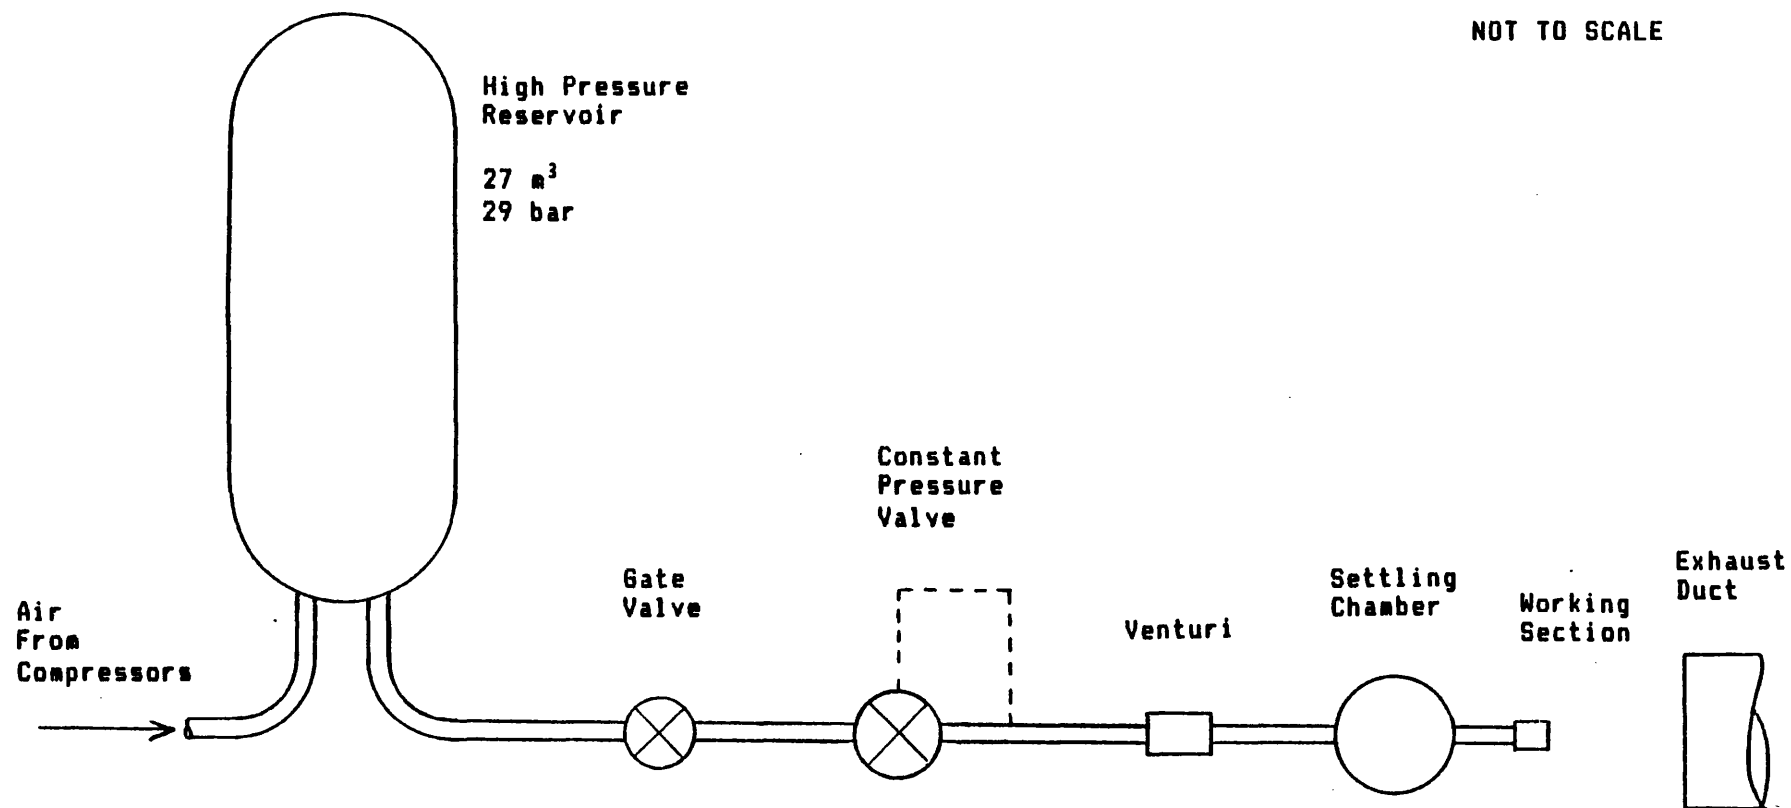 NOT TO SCALE
High Pressure
Reservoir
27 m³
29 bar
Constant
Pressure
Valve
Gate
Valve
Air
From
Compressors
Venturi
Settling
Chamber
Working
Section
Exhaust
Duct